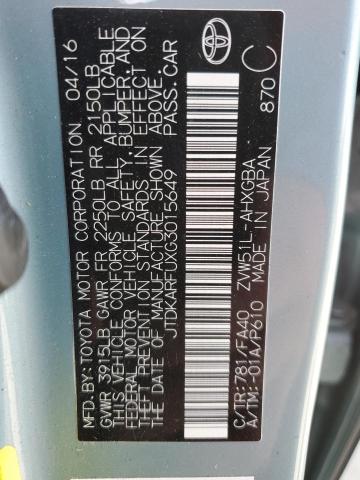 MFD.BY:TOYOTA MOTOR CORPORATION 04/16
GVWR 3915LB GAWR FR 2250LB RR 2150LB
THIS VEHICLE CONFORMS TO ALL APPLICABLE
FEDERAL MOTOR VEHICLE SAFETY, BUMPER, AND
THEFT PREVENTION STANDARDS IN EFFECT ON
THE DATE OF MANUFACTURE SHOWN ABOVE.
JTDKARFUXG3015649 PASS.CAR
TOYOTA
C/TR:781/FA40 ZVW51L-AHXGBA
A/TM:-01A/P610 MADE IN JAPAN 870 C